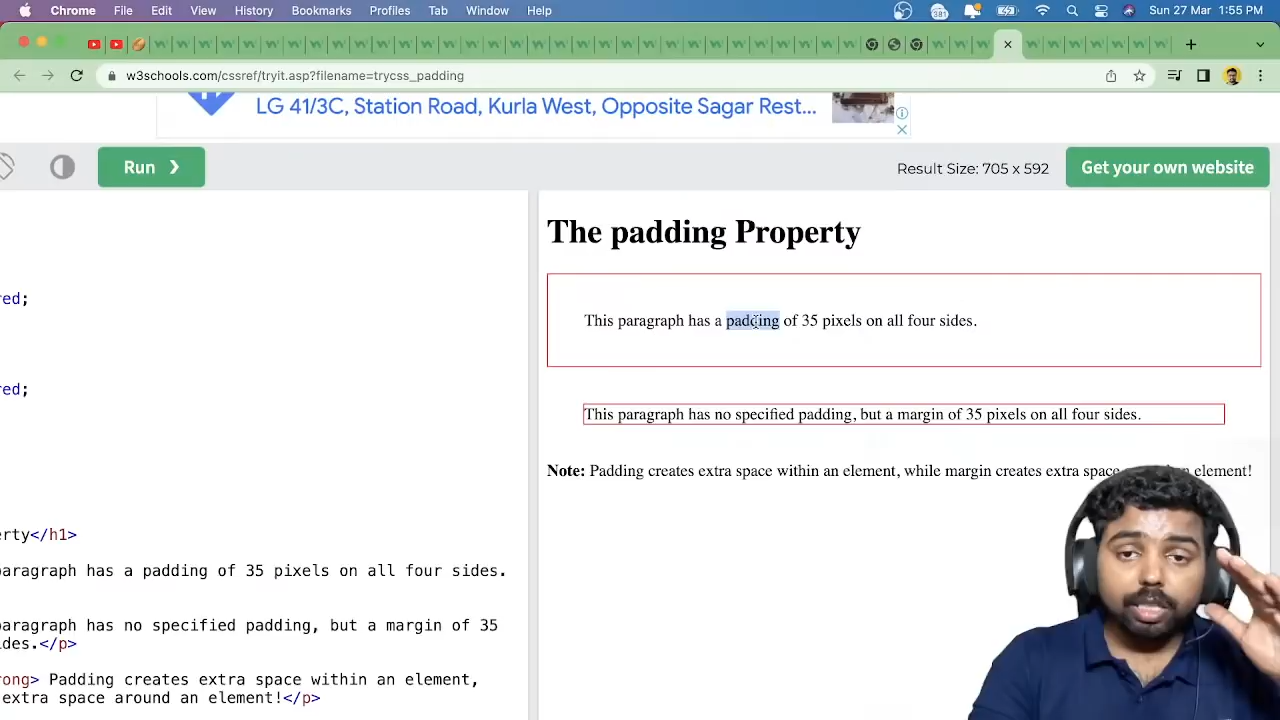 Chrome File Edit View History Bookmarks Profiles Tab Window Help 381 Sun 27 Mar 1:55 PM
w3schools.com/cssref/tryit.asp?filename=trycss_padding
LG 41/3C, Station Road, Kurla West, Opposite Sagar Rest...
Run ❯ Result Size: 705 x 592 Get your own website
The padding Property
This paragraph has a padding of 35 pixels on all four sides.
This paragraph has no specified padding, but a margin of 35 pixels on all four sides.
Note: Padding creates extra space within an element, while margin creates extra space element!
red;
red;
erty</h1>
paragraph has a padding of 35 pixels on all four sides.
paragraph has no specified padding, but a margin of 35
des.</p>
rong> Padding creates extra space within an element,
extra space around an element!</p>